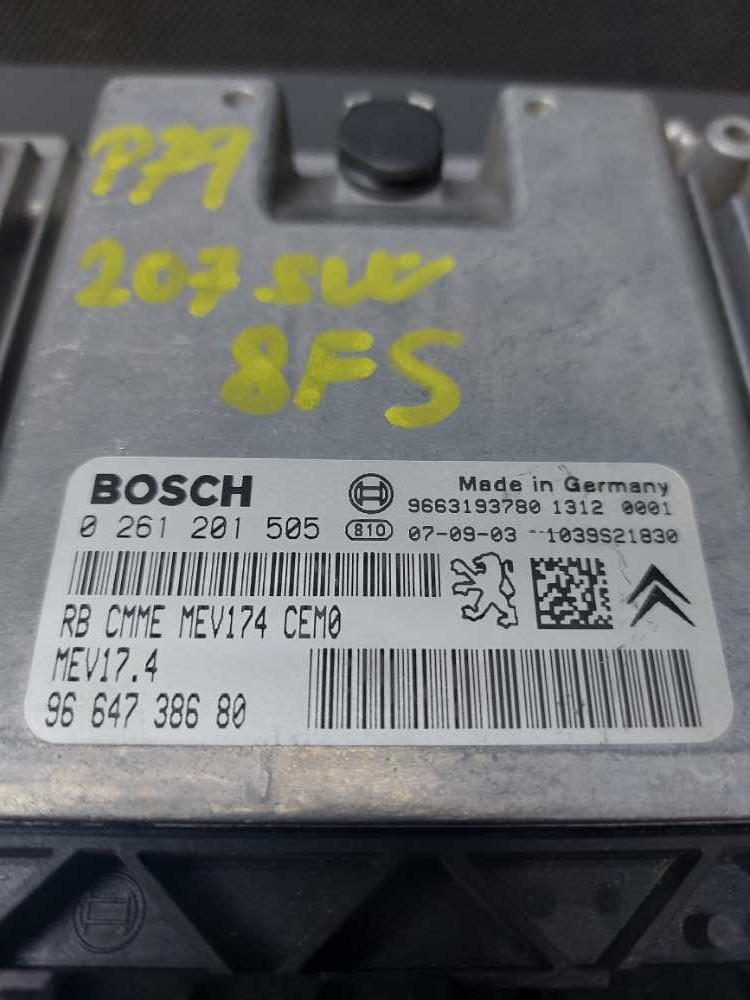 P79
207 SW
8FS
BOSCH
Made in Germany
9663193780 1312 0001
0 261 201 505 810 07-09-03 1039S21830
RB CMME MEV174 CEM0
MEV17.4
96 647 386 80